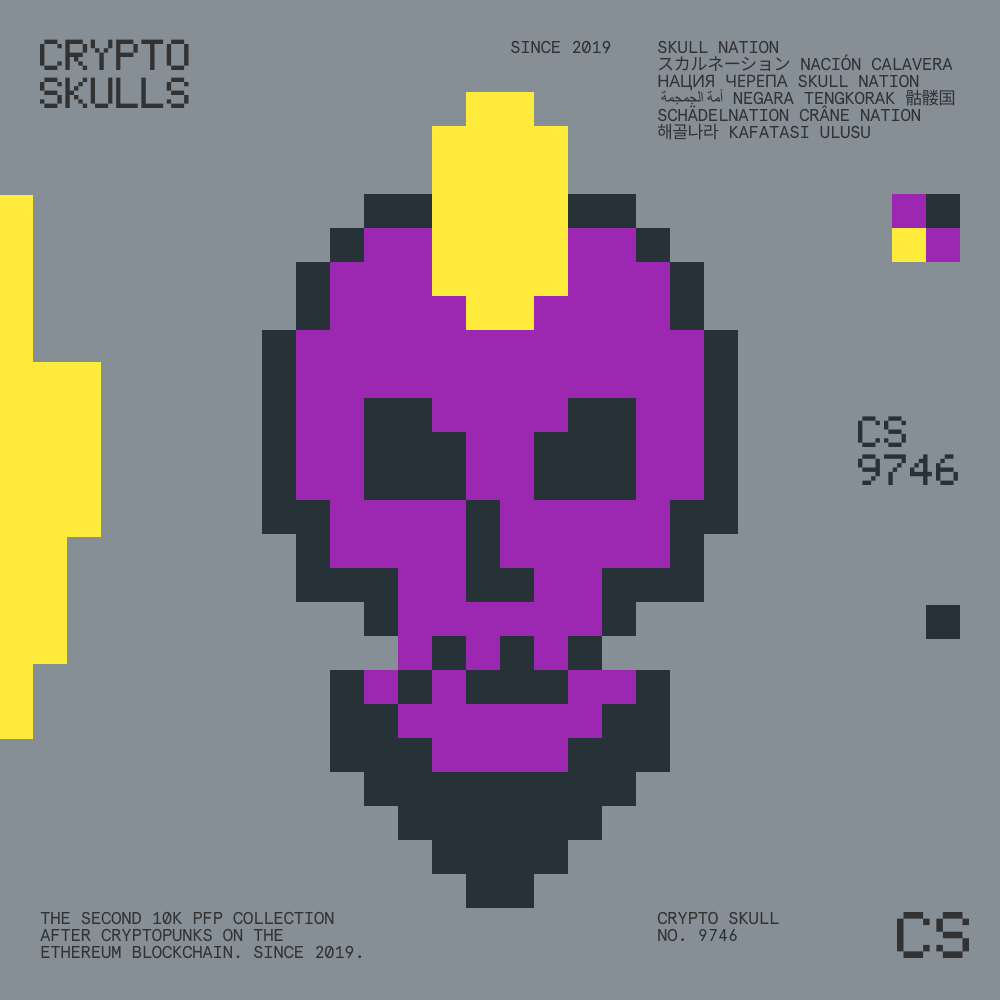 CRYPTO
SKULLS
SINCE 2019
SKULL NATION
スカルネーション NACIÓN CALAVERA
НАЦИЯ ЧЕРЕПА SKULL NATION
أمة الجمجمة NEGARA TENGKORAK 骷髅国
SCHÄDELNATION CRÂNE NATION
해골나라 KAFATASI ULUSU
CS
9746
THE SECOND 10K PFP COLLECTION
AFTER CRYPTOPUNKS ON THE
ETHEREUM BLOCKCHAIN. SINCE 2019.
CRYPTO SKULL
NO. 9746
CS